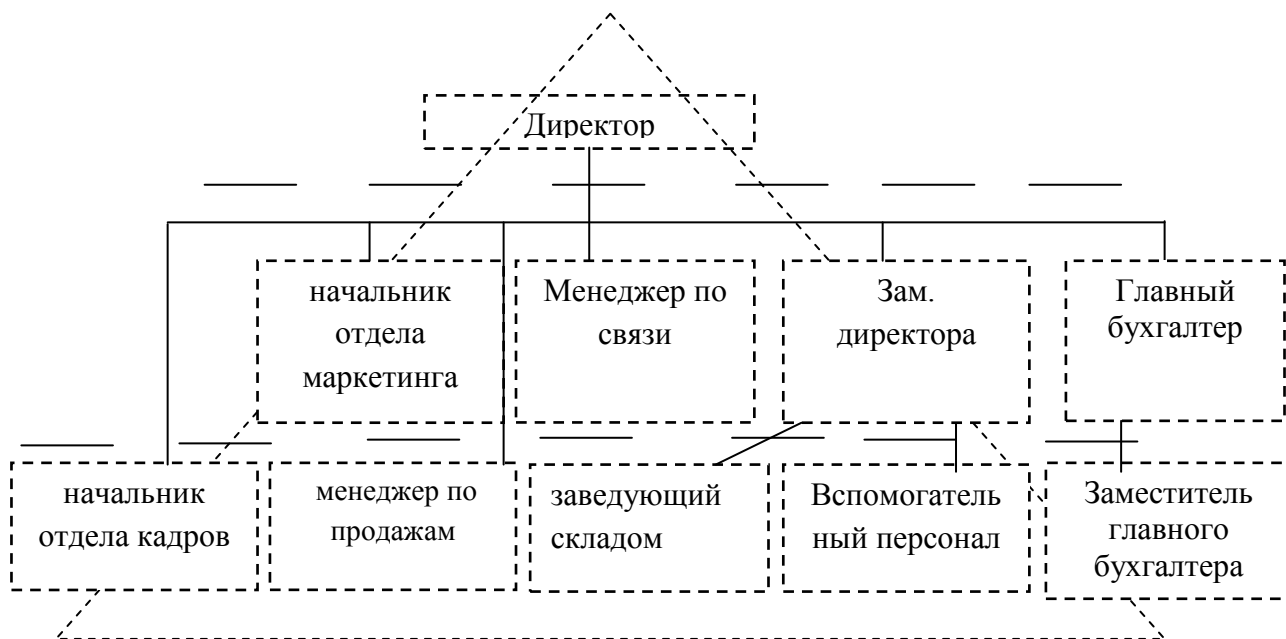 Директор
начальник
отдела
маркетинга
Менеджер по
связи
Зам.
директора
Главный
бухгалтер
начальник
отдела кадров
менеджер по
продажам
заведующий
складом
Вспомогатель
ный персонал
Заместитель
главного
бухгалтера